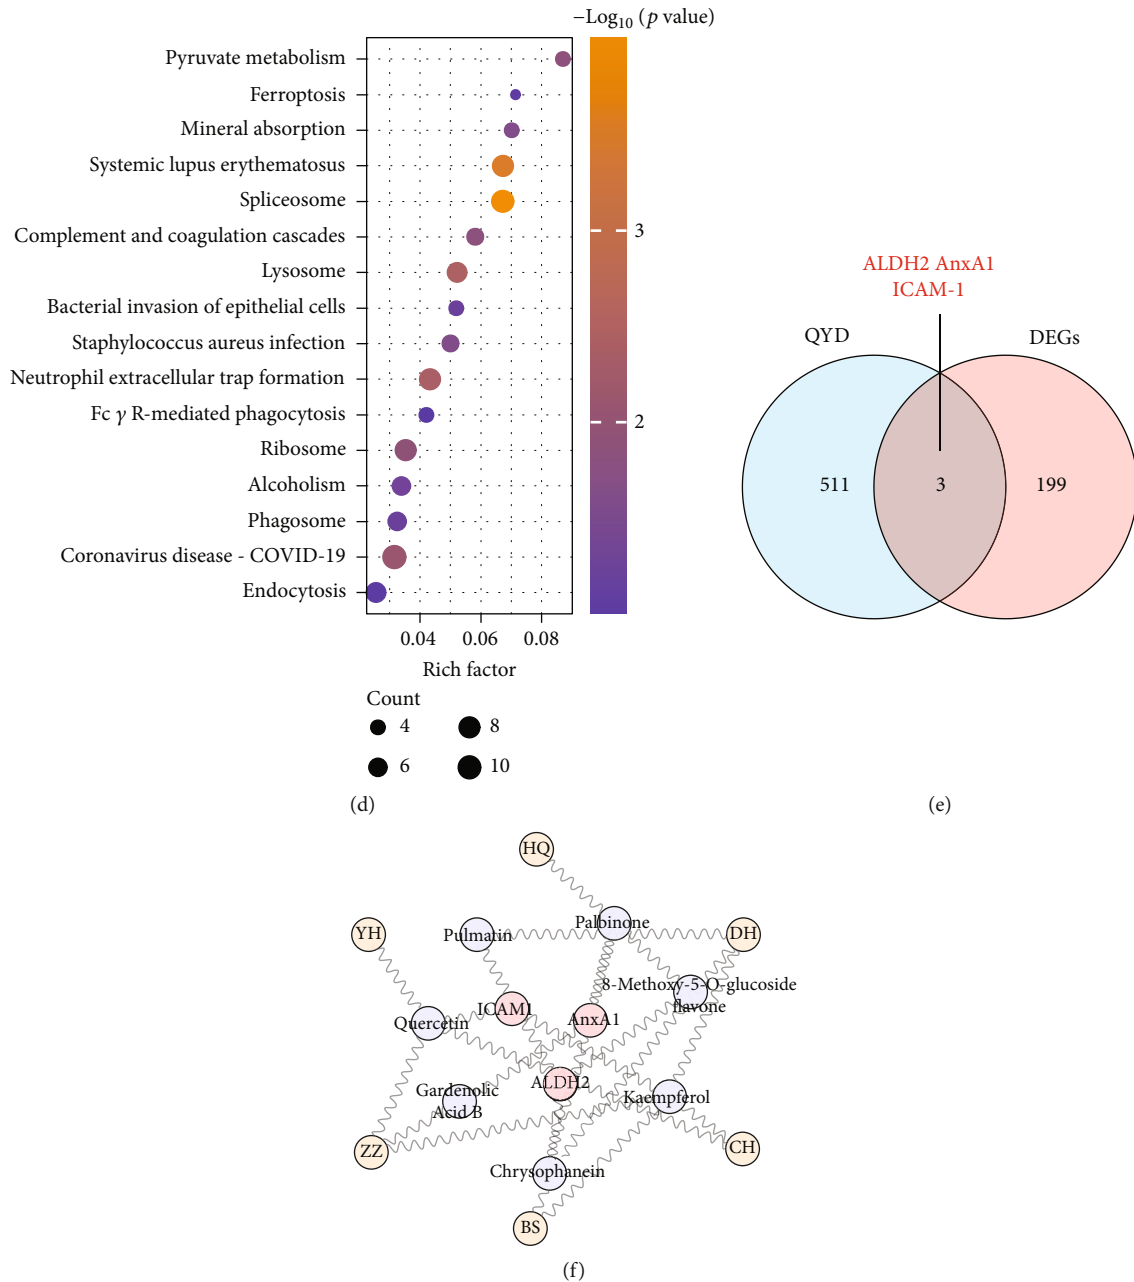 −Log10 (p value)
Pyruvate metabolism
Ferroptosis
Mineral absorption
Systemic lupus erythematosus
Spliceosome
Complement and coagulation cascades
Lysosome
Bacterial invasion of epithelial cells
Staphylococcus aureus infection
Neutrophil extracellular trap formation
Fc γ R-mediated phagocytosis
Ribosome
Alcoholism
Phagosome
Coronavirus disease - COVID-19
Endocytosis
3
2
0.04 0.06 0.08
Rich factor
Count
4 8
6 10
(d)
ALDH2 AnxA1
ICAM-1
QYD DEGs
511 3 199
(e)
HQ
YH
Pulmatin
Palbinone
DH
8-Methoxy-5-O-glucoside
flavone
ICAM1
AnxA1
Quercetin
ALDH2
Gardenolic
Acid B
Kaempferol
ZZ
CH
Chrysophanein
BS
(f)